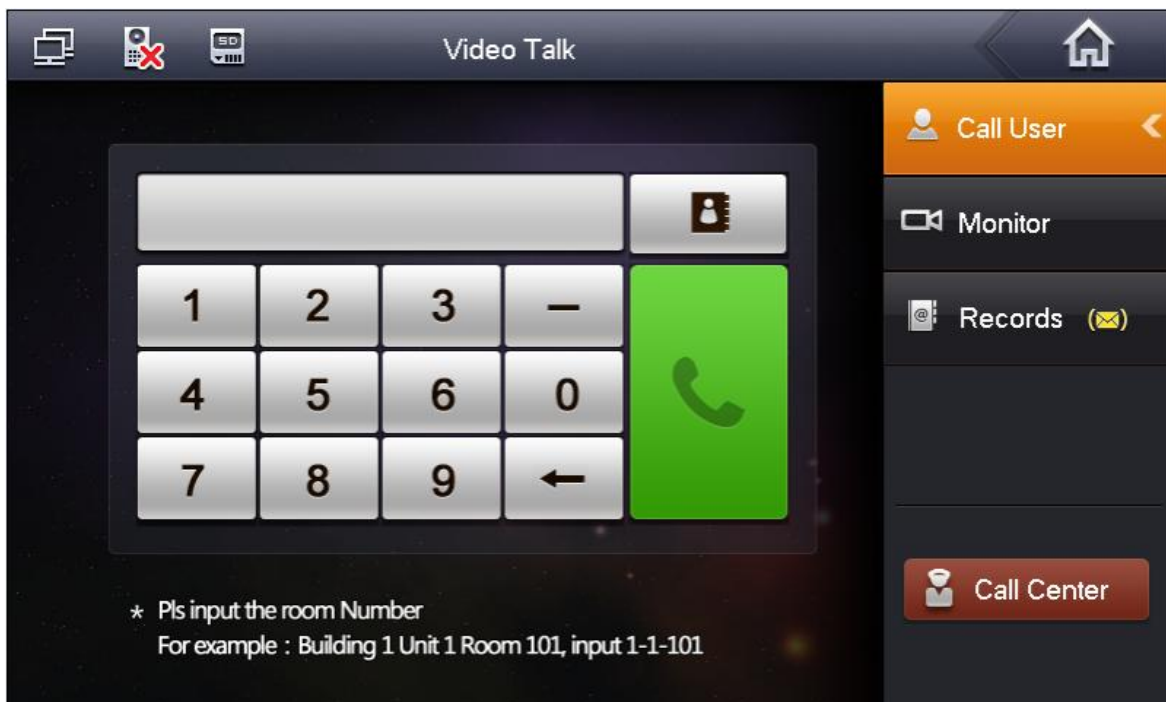 SD
Video Talk
Call User
Monitor
@ Records
1 2 3 —
4 5 6 0
7 8 9 ←
Call Center
* Pls input the room Number
For example : Building 1 Unit 1 Room 101, input 1-1-101